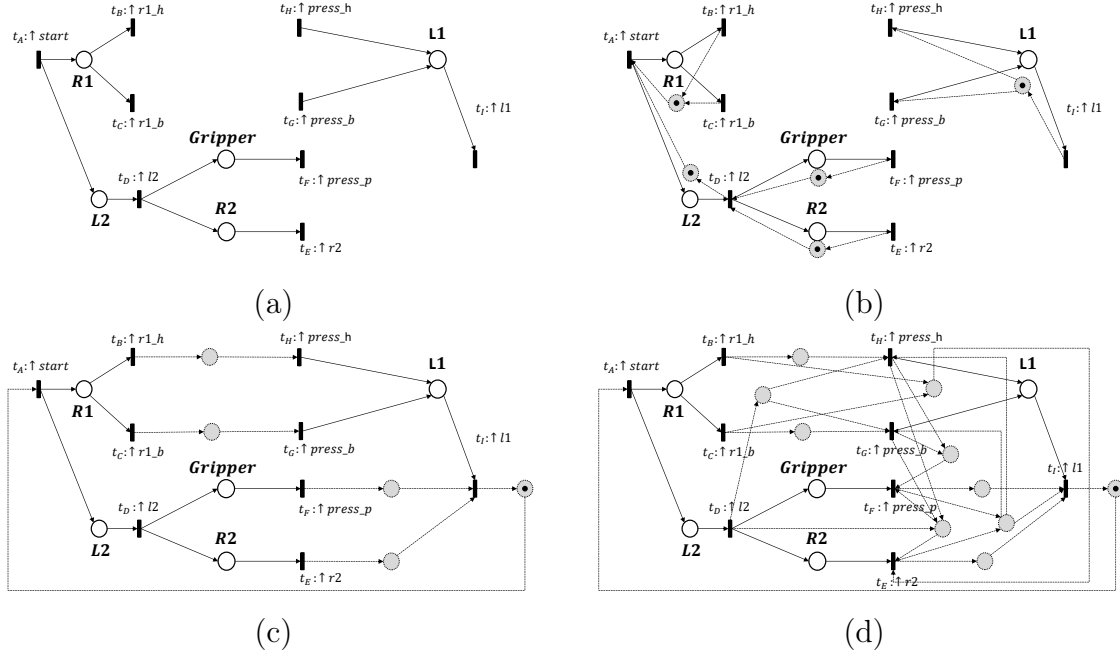 t_B:↑r1_h
t_H:↑press_h
t_A:↑start
L1
R1
t_C:↑r1_b
t_G:↑press_b
t_I:↑l1
Gripper
t_D:↑l2
t_F:↑press_p
R2
L2
t_E:↑r2
(a)
t_B:↑r1_h
t_H:↑press_h
t_A:↑start
L1
R1
t_C:↑r1_b
t_G:↑press_b
t_I:↑l1
Gripper
t_D:↑l2
t_F:↑press_p
R2
L2
t_E:↑r2
(b)
t_B:↑r1_h
t_H:↑press_h
t_A:↑start
L1
R1
t_C:↑r1_b
t_G:↑press_b
t_I:↑l1
Gripper
t_D:↑l2
t_F:↑press_p
R2
L2
t_E:↑r2
(c)
t_B:↑r1_h
t_H:↑press_h
t_A:↑start
L1
R1
t_C:↑r1_b
t_G:↑press_b
t_I:↑l1
Gripper
t_D:↑l2
t_F:↑press_p
R2
L2
t_E:↑r2
(d)